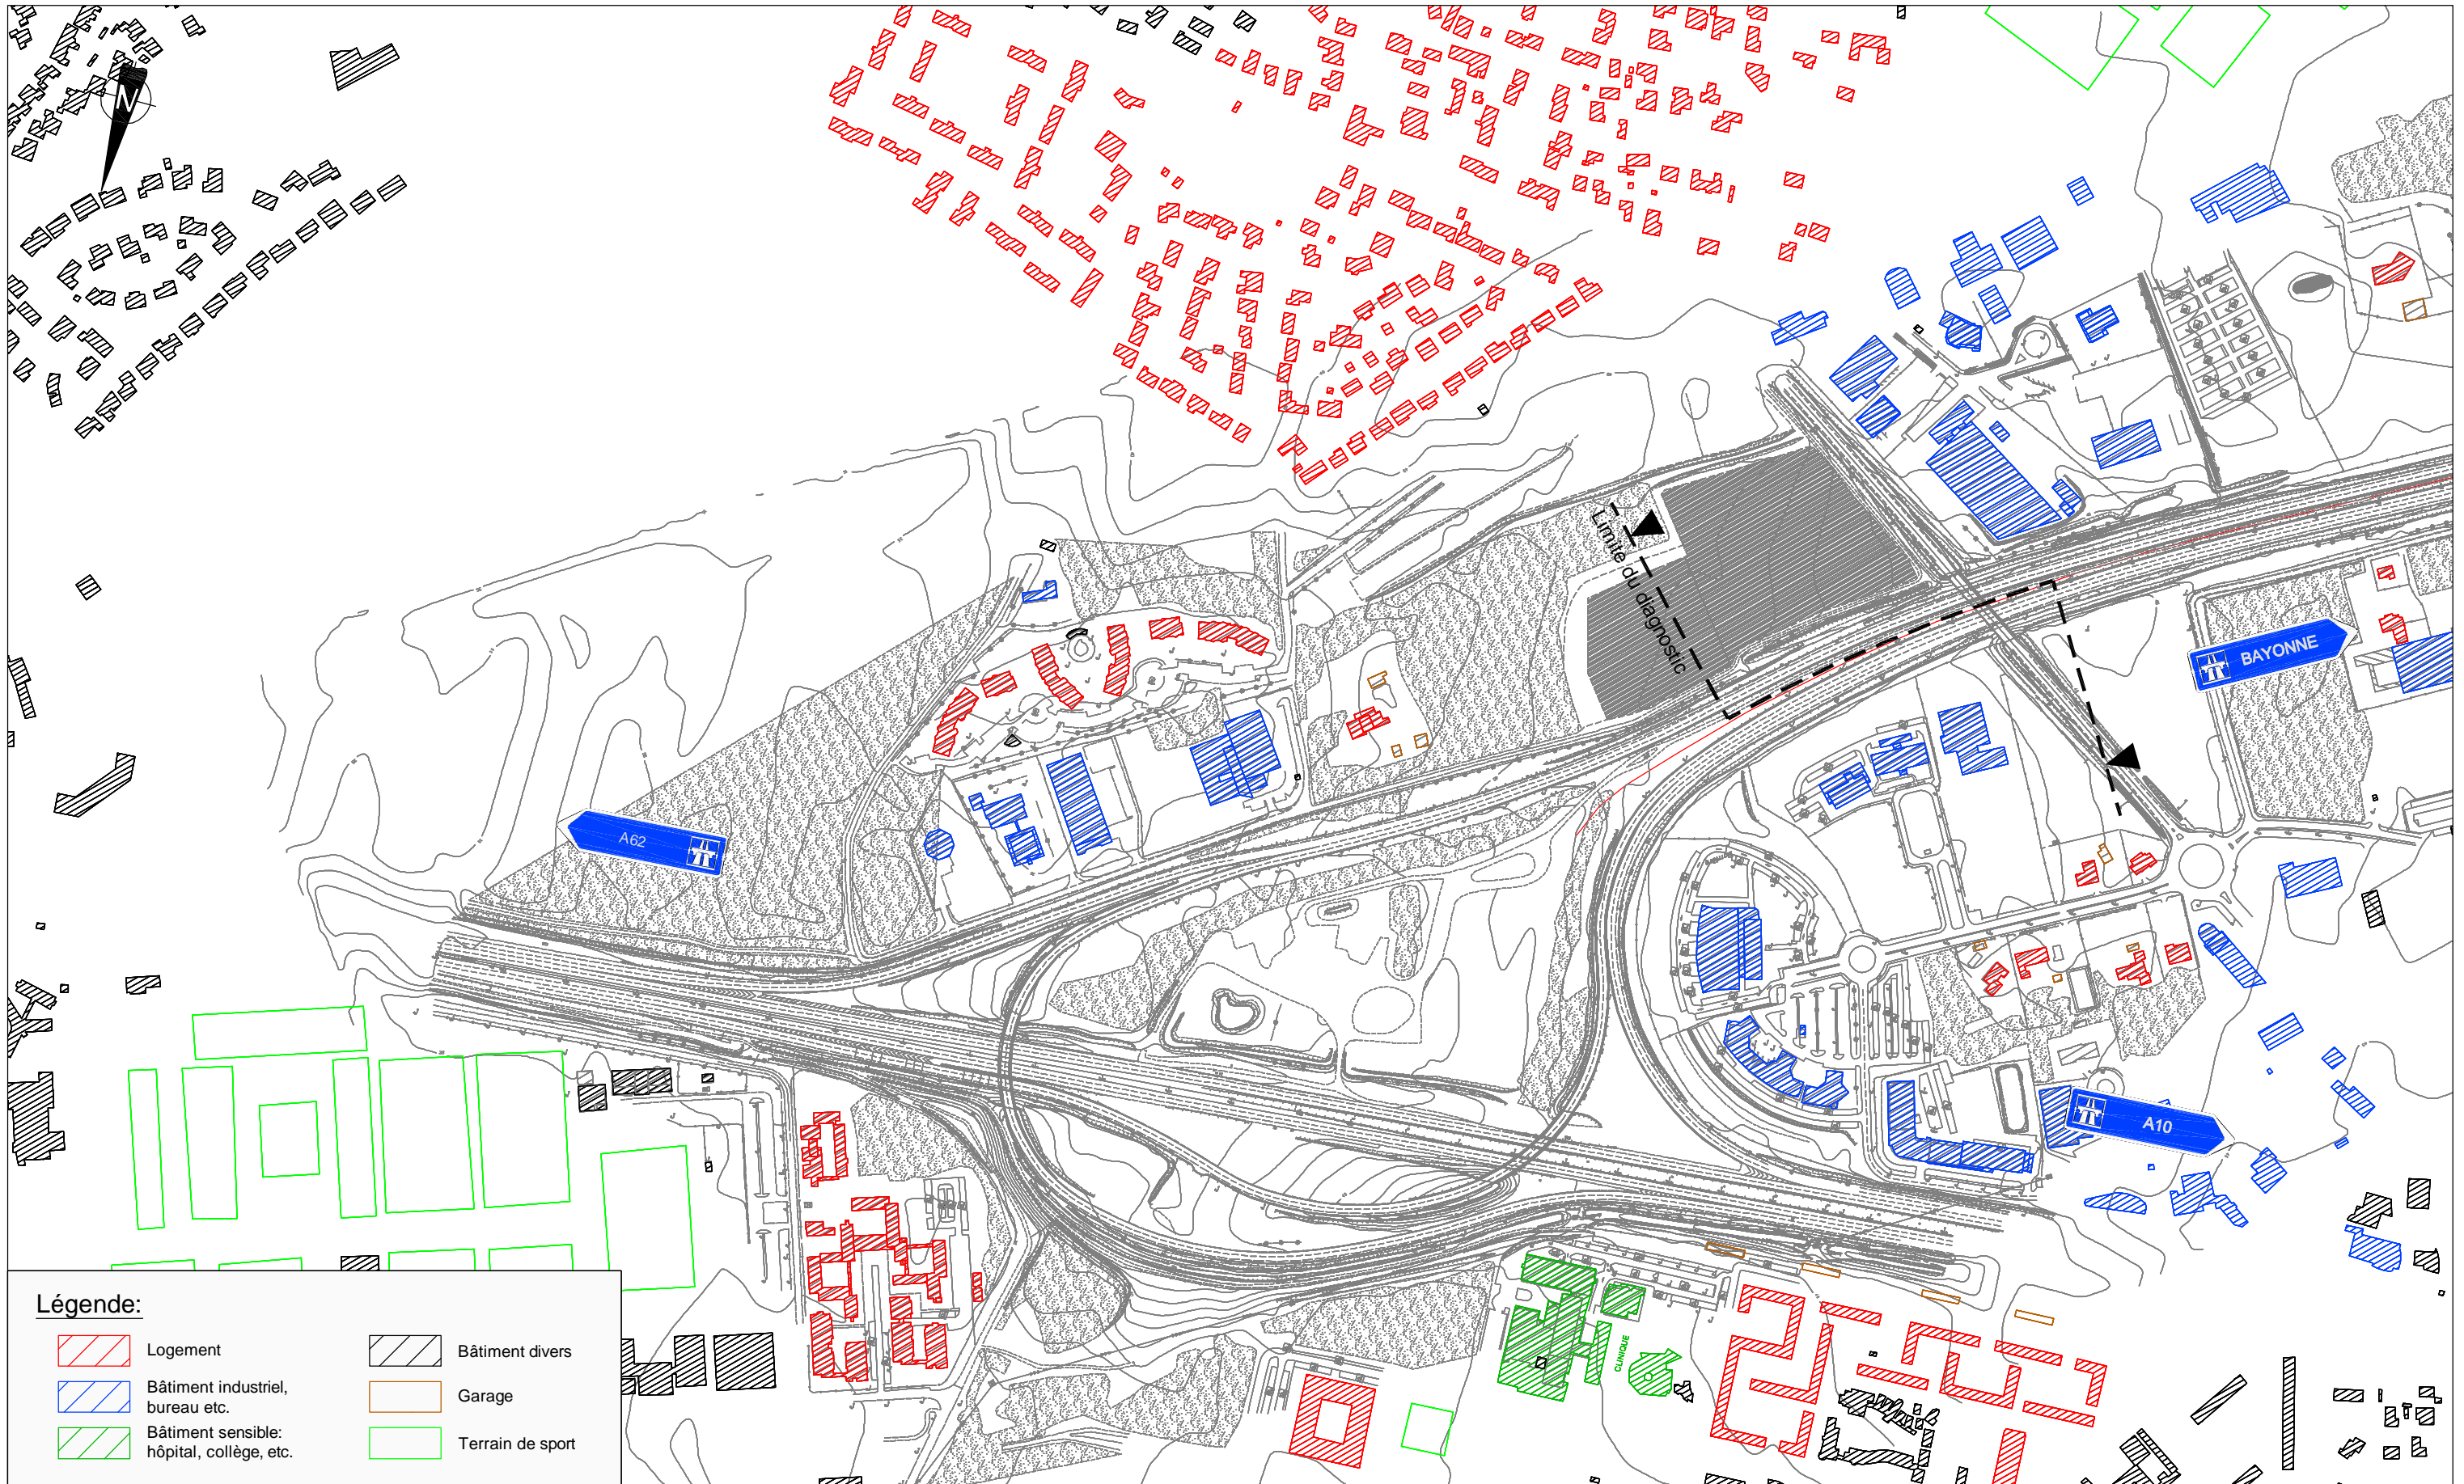 N
Limite du diagnostic
BAYONNE
A62
A10
CLINIQUE
Légende:
Logement
Bâtiment industriel,
bureau etc.
Bâtiment sensible:
hôpital, collège, etc.
Bâtiment divers
Garage
Terrain de sport